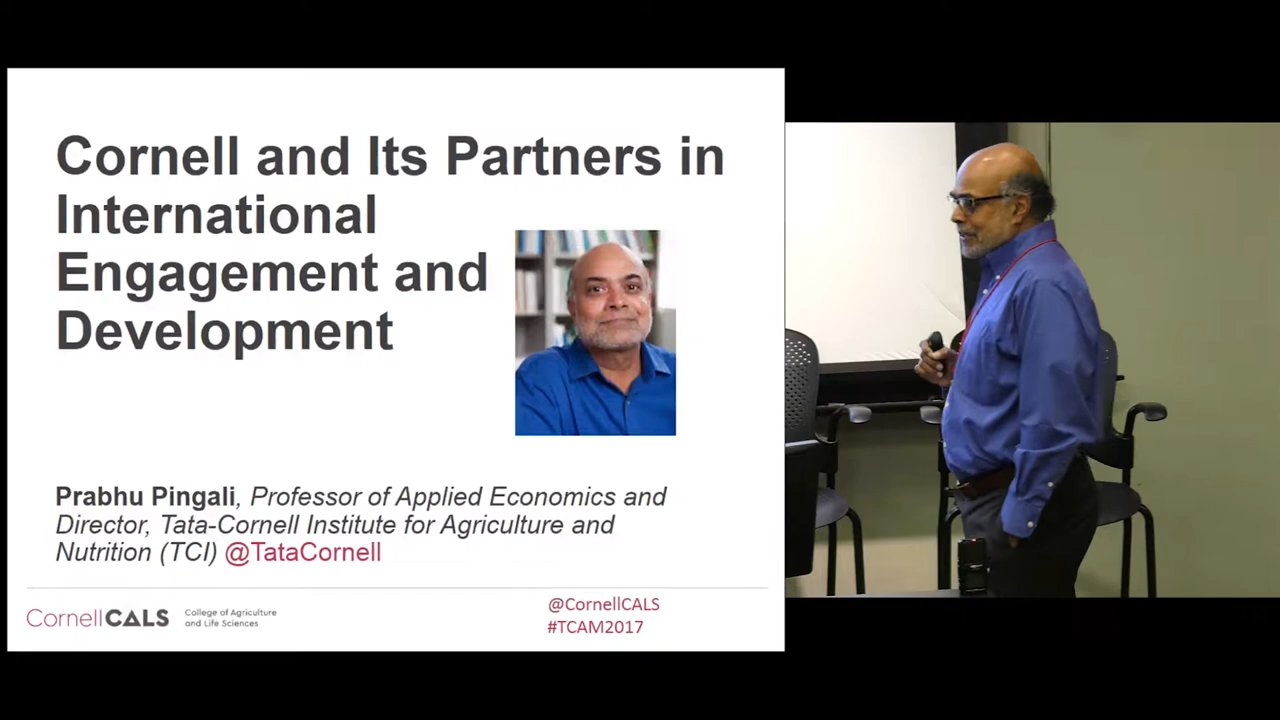 Cornell and Its Partners in
International
Engagement and
Development
Prabhu Pingali, Professor of Applied Economics and
Director, Tata-Cornell Institute for Agriculture and
Nutrition (TCI) @TataCornell
CornellCALS
College of Agriculture
and Life Sciences
@CornellCALS
#TCAM2017